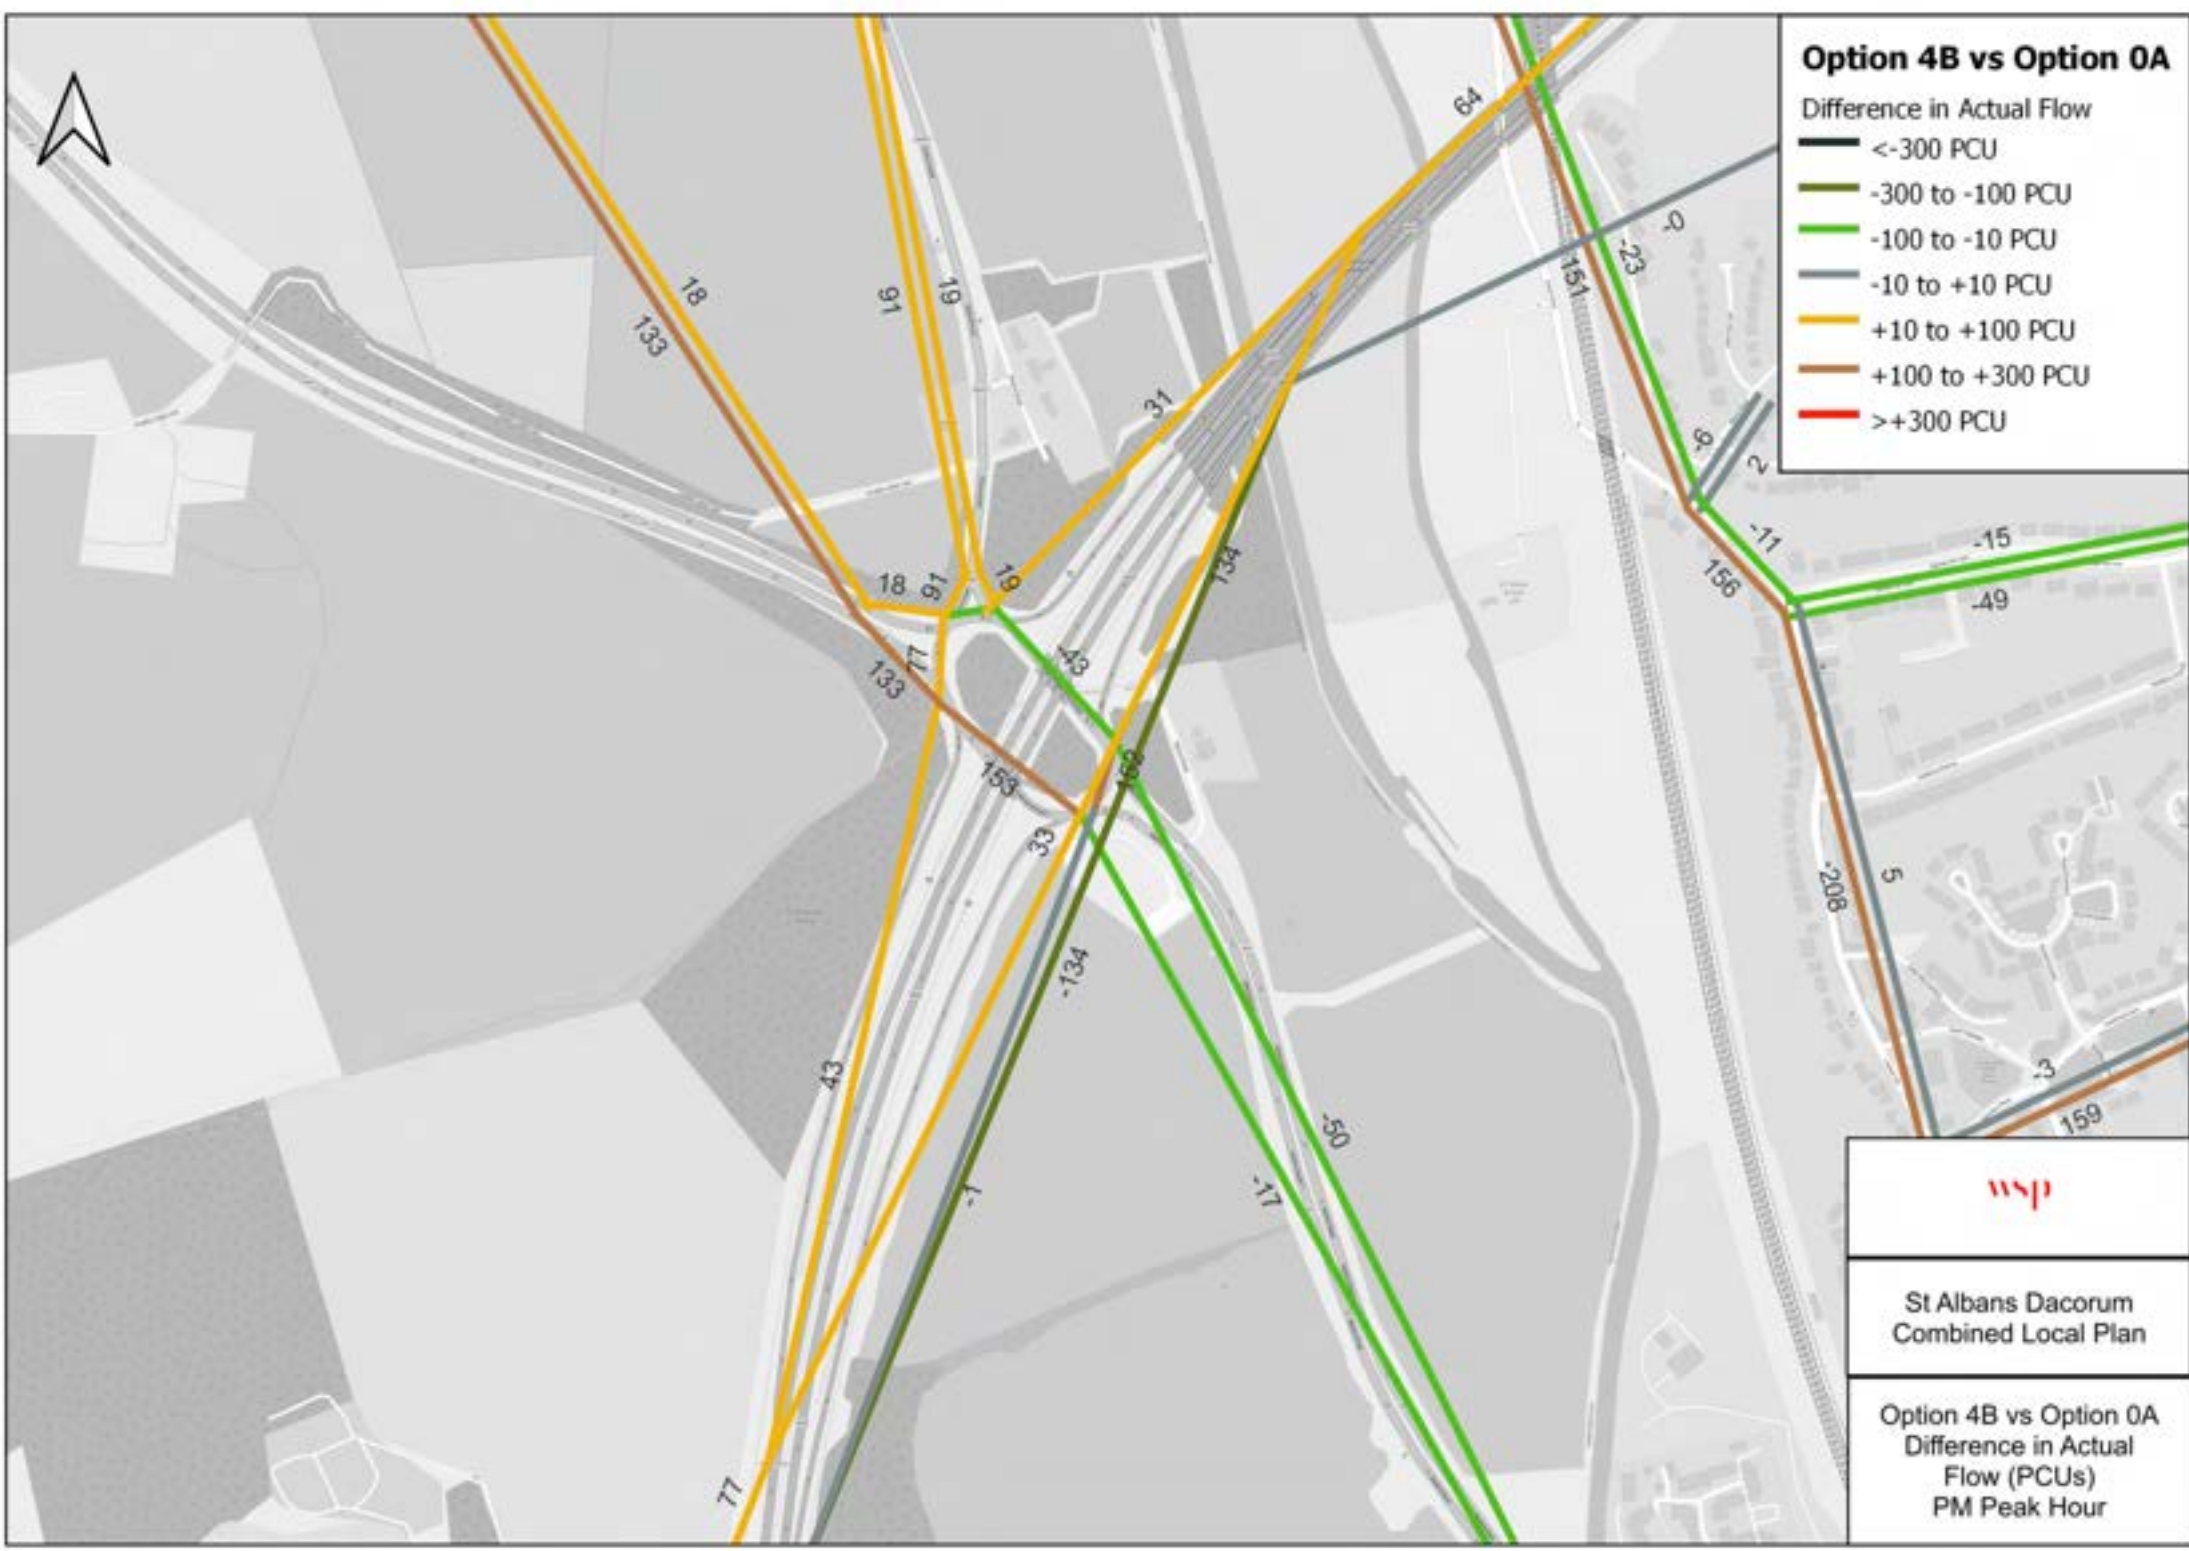 Option 4B vs Option 0A
Difference in Actual Flow
<-300 PCU
-300 to -100 PCU
-100 to -10 PCU
-10 to +10 PCU
+10 to +100 PCU
+100 to +300 PCU
>+300 PCU
64
-0
-23
151
18
133
91
19
31
-6
2
-11
156
-15
-49
134
18
91
19
77
133
-43
153
33
-134
-208
5
43
-1
-50
-17
-3
159
77
wsp
St Albans Dacorum
Combined Local Plan
Option 4B vs Option 0A
Difference in Actual
Flow (PCUs)
PM Peak Hour